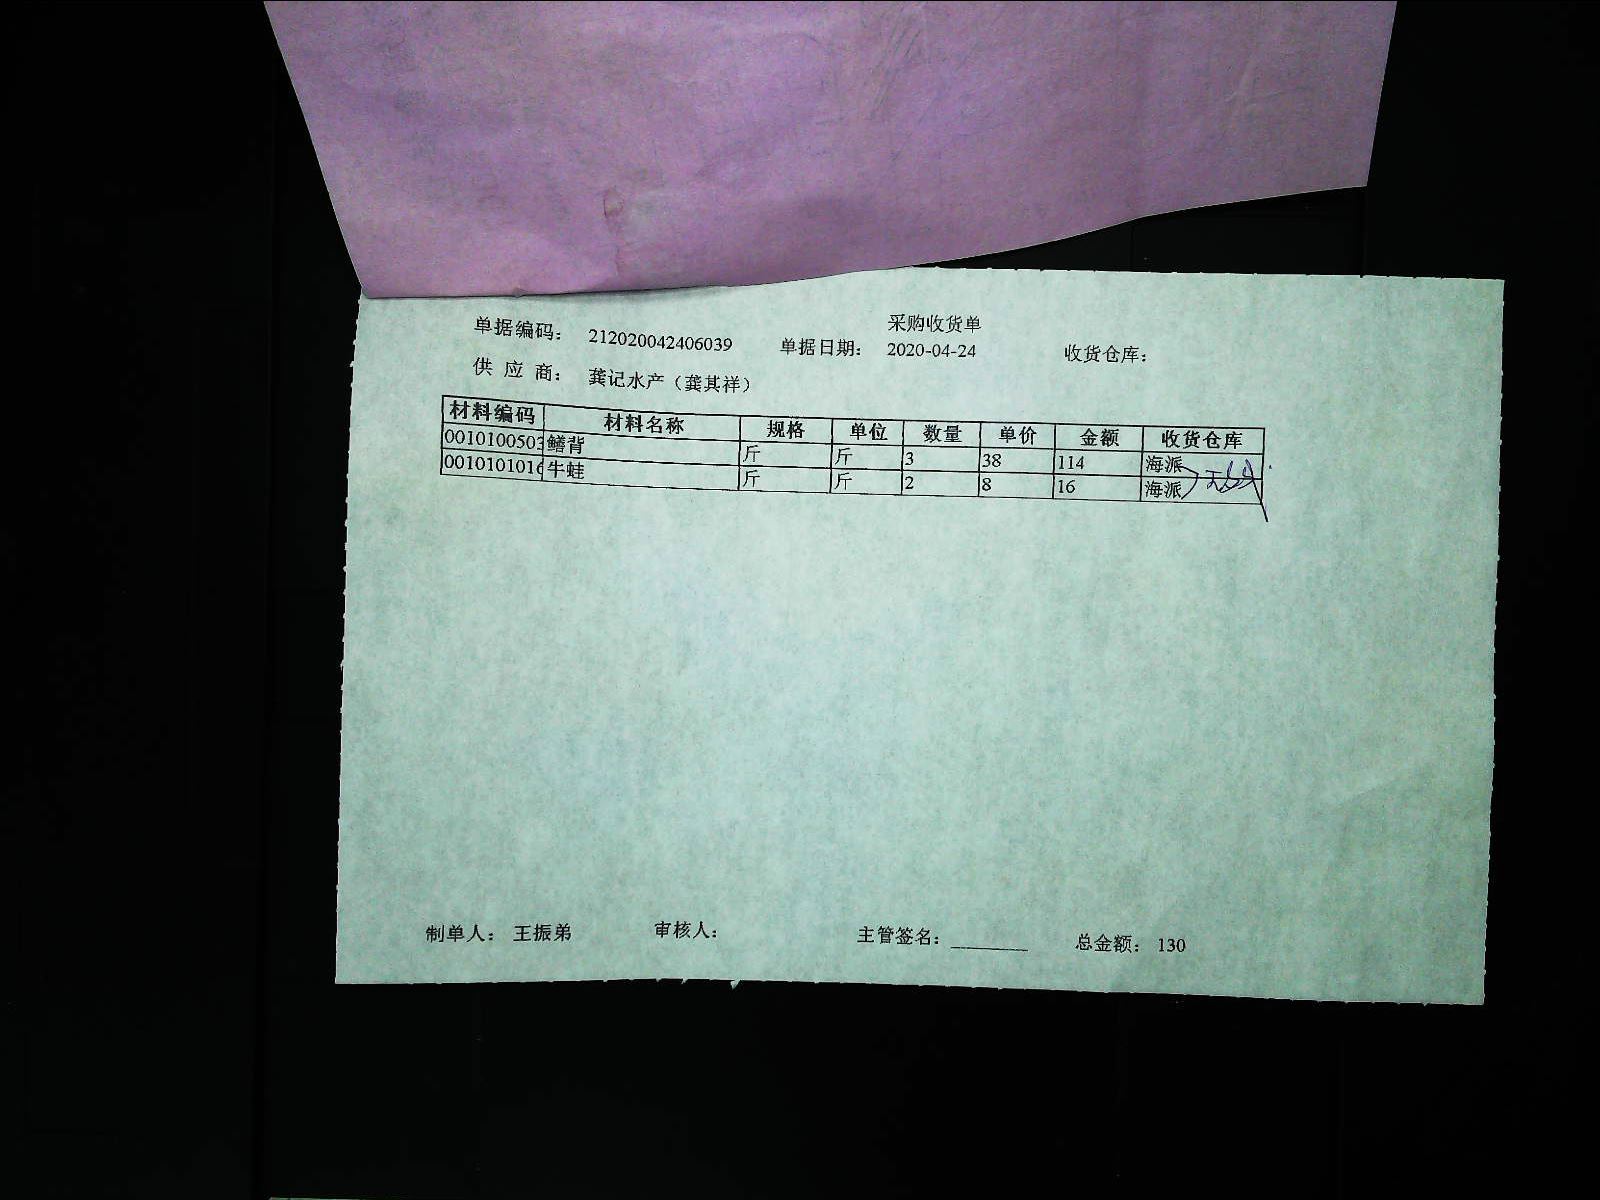 采购收货单
单据编码： 212020042406039 单据日期： 2020-04-24 收货仓库：
供 应 商： 龚记水产（龚其祥）
材料编码 材料名称 规格 单位 数量 单价 金额 收货仓库
0010100503 鳝背 斤 斤 3 38 114 海派
0010101016 牛蛙 斤 斤 2 8 16 海派
制单人： 王振弟 审核人： 主管签名：________ 总金额： 130